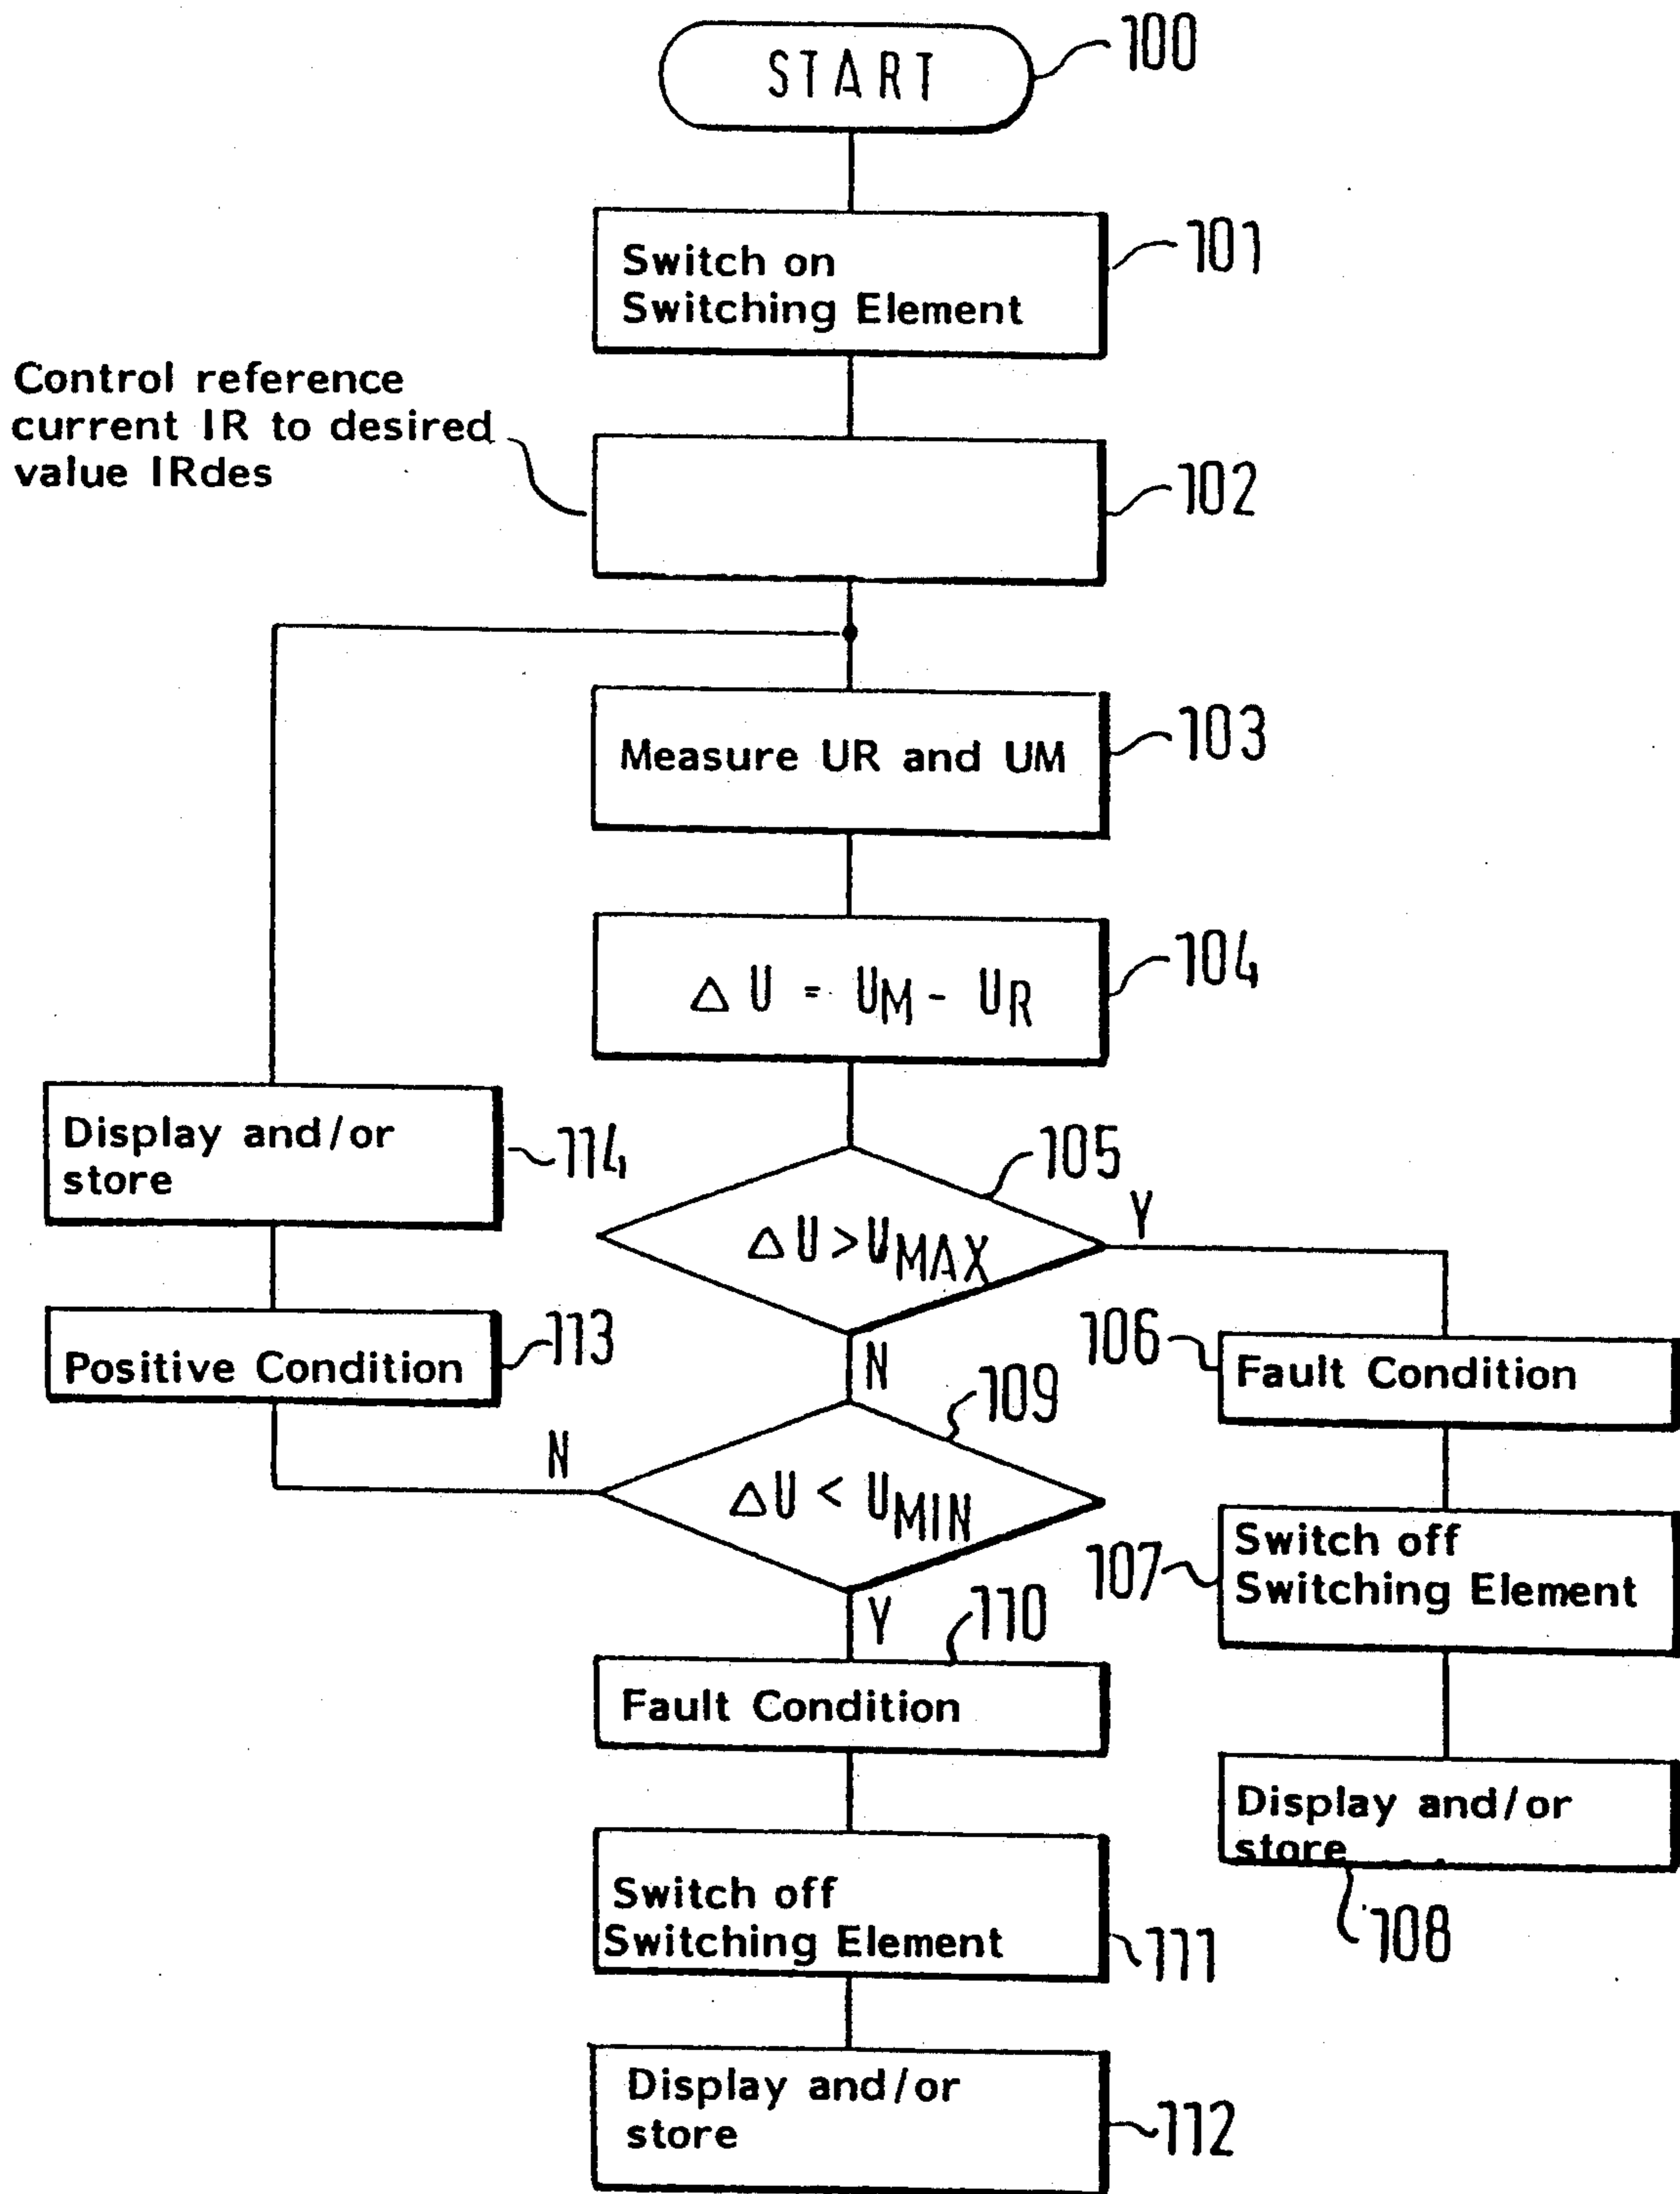 START
100
Switch on
Switching Element
101
Control reference
current IR to desired
value IRdes
102
Measure UR and UM
103
△ U = UM - UR
104
Display and/or
store
114
105
△ U > UMAX
Y
Positive Condition
113
N
106
Fault Condition
109
N
△U < UMIN
107
Switch off
Switching Element
Y
110
Fault Condition
Display and/or
store
108
Switch off
Switching Element
111
Display and/or
store
112